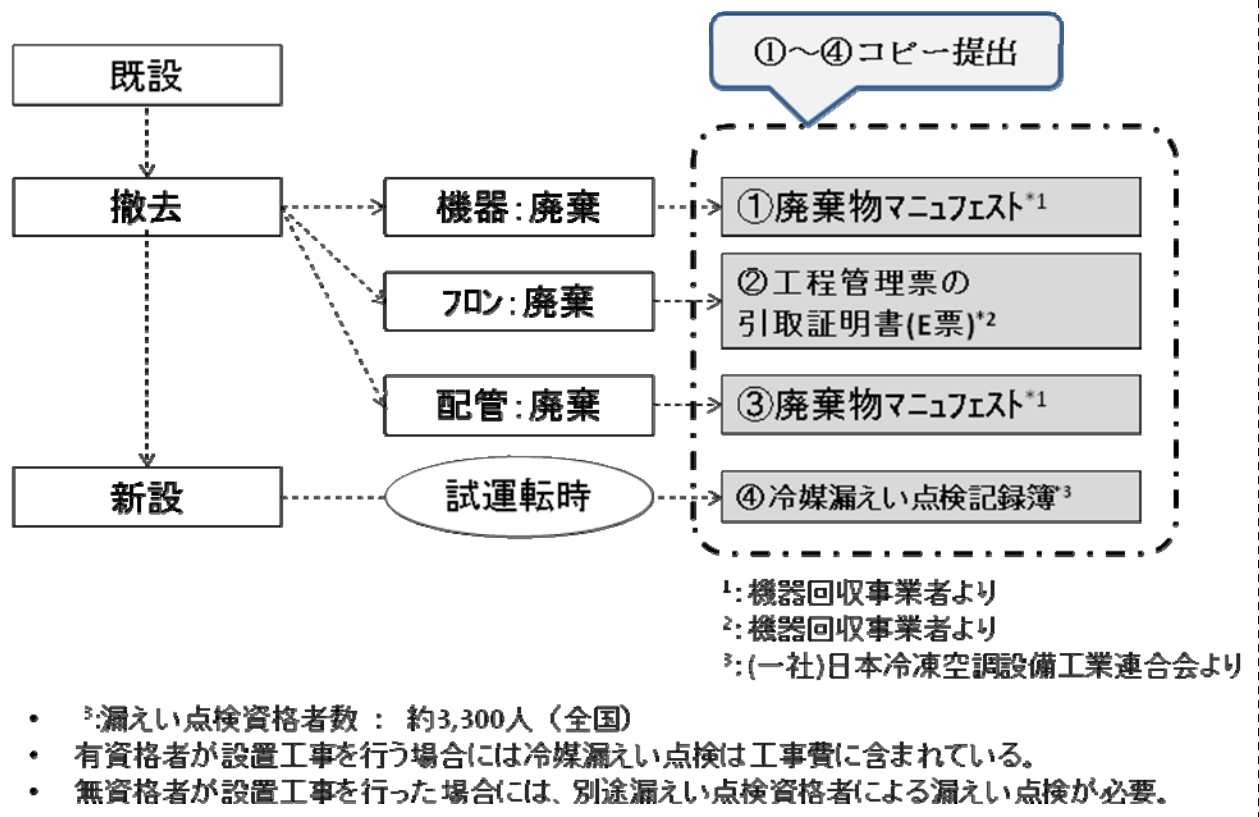 ①～④コピー提出
既設
撤去
機器：廃棄
①廃棄物マニュフェスト*1
フロン：廃棄
②工程管理票の
引取証明書(E票)*2
配管：廃棄
③廃棄物マニュフェスト*1
新設
試運転時
④冷媒漏えい点検記録簿*3
1：機器回収事業者より
2：機器回収事業者より
3：(一社)日本冷凍空調設備工業連合会より
• 3:漏えい点検資格者数 ： 約3,300人（全国）
• 有資格者が設置工事を行う場合には冷媒漏えい点検は工事費に含まれている。
• 無資格者が設置工事を行った場合には、別途漏えい点検資格者による漏えい点検が必要。